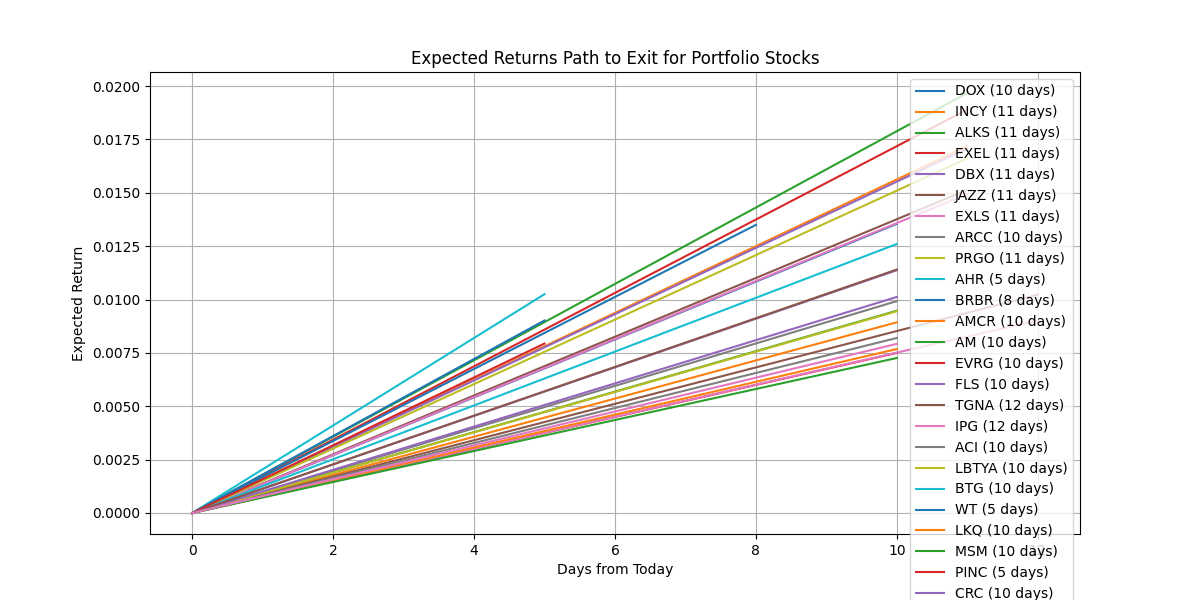 Expected Returns Path to Exit for Portfolio Stocks
Expected Return
0.0200
0.0175
0.0150
0.0125
0.0100
0.0075
0.0050
0.0025
0.0000
0 2 4 6 8 10
Days from Today
DOX (10 days)
INCY (11 days)
ALKS (11 days)
EXEL (11 days)
DBX (11 days)
JAZZ (11 days)
EXLS (11 days)
ARCC (10 days)
PRGO (11 days)
AHR (5 days)
BRBR (8 days)
AMCR (10 days)
AM (10 days)
EVRG (10 days)
FLS (10 days)
TGNA (12 days)
IPG (12 days)
ACI (10 days)
LBTYA (10 days)
BTG (10 days)
WT (5 days)
LKQ (10 days)
MSM (10 days)
PINC (5 days)
CRC (10 days)